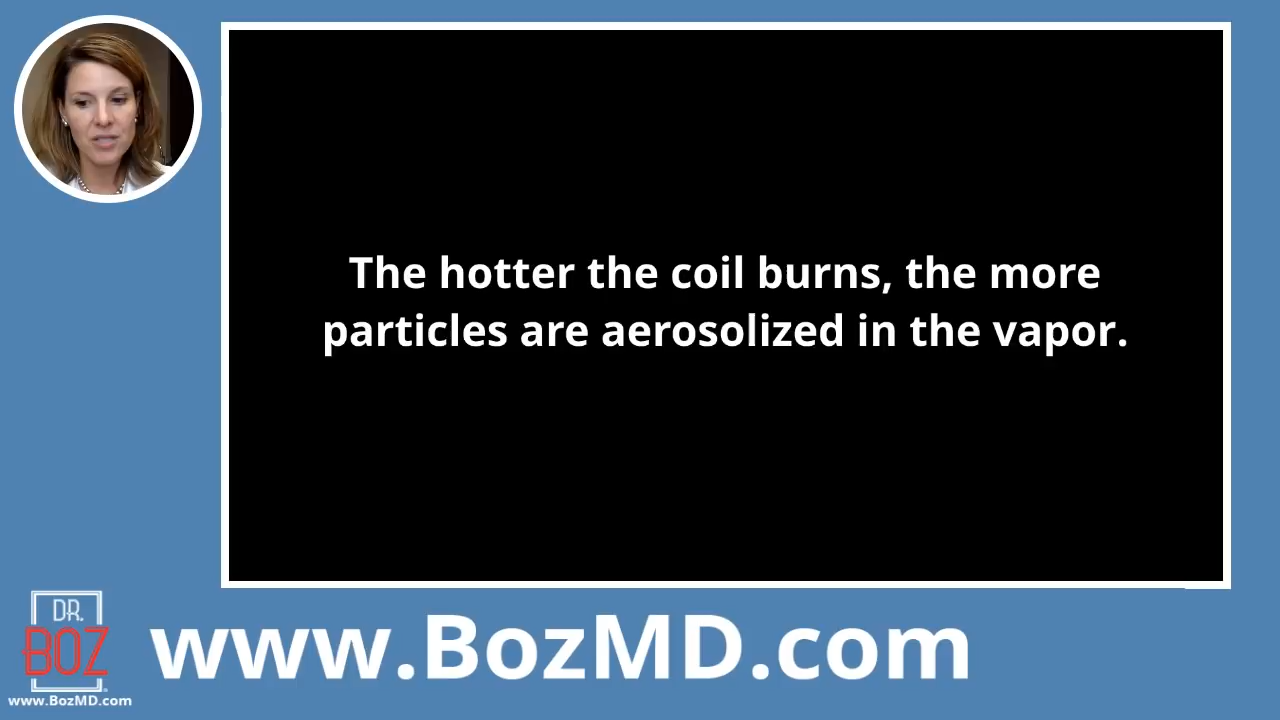 The hotter the coil burns, the more
particles are aerosolized in the vapor.
DR.
BOZ
www.BozMD.com
www.BozMD.com